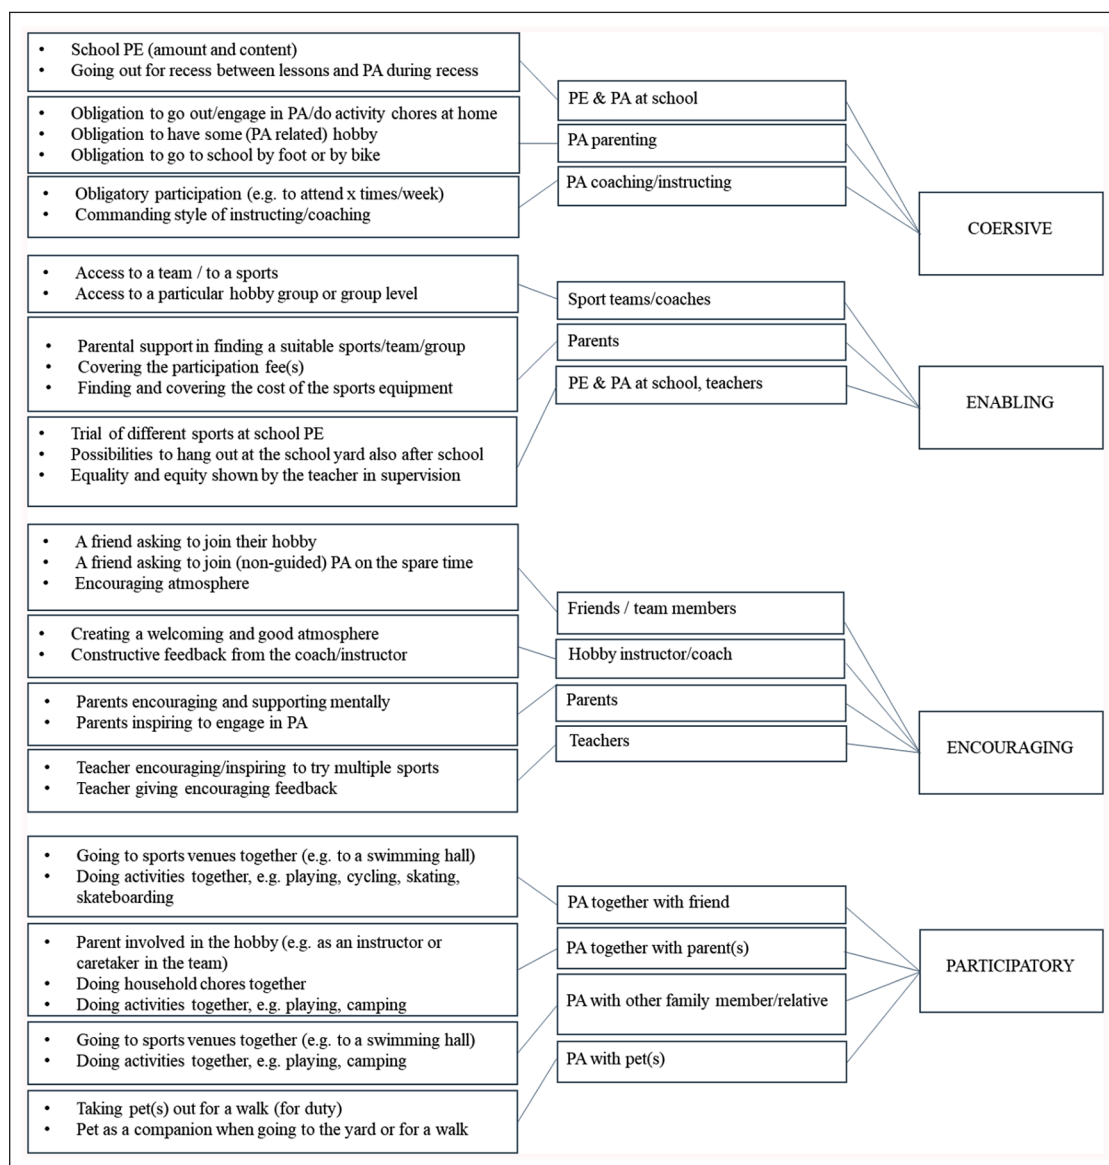 • School PE (amount and content)
• Going out for recess between lessons and PA during recess
• Obligation to go out/engage in PA/do activity chores at home
• Obligation to have some (PA related) hobby
• Obligation to go to school by foot or by bike
• Obligatory participation (e.g. to attend x times/week)
• Commanding style of instructing/coaching
PE & PA at school
PA parenting
PA coaching/instructing
COERSIVE
• Access to a team / to a sports
• Access to a particular hobby group or group level
• Parental support in finding a suitable sports/team/group
• Covering the participation fee(s)
• Finding and covering the cost of the sports equipment
• Trial of different sports at school PE
• Possibilities to hang out at the school yard also after school
• Equality and equity shown by the teacher in supervision
Sport teams/coaches
Parents
PE & PA at school, teachers
ENABLING
• A friend asking to join their hobby
• A friend asking to join (non-guided) PA on the spare time
• Encouraging atmosphere
• Creating a welcoming and good atmosphere
• Constructive feedback from the coach/instructor
• Parents encouraging and supporting mentally
• Parents inspiring to engage in PA
• Teacher encouraging/inspiring to try multiple sports
• Teacher giving encouraging feedback
Friends / team members
Hobby instructor/coach
Parents
Teachers
ENCOURAGING
• Going to sports venues together (e.g. to a swimming hall)
• Doing activities together, e.g. playing, cycling, skating,
skateboarding
• Parent involved in the hobby (e.g. as an instructor or
caretaker in the team)
• Doing household chores together
• Doing activities together, e.g. playing, camping
• Going to sports venues together (e.g. to a swimming hall)
• Doing activities together, e.g. playing, camping
• Taking pet(s) out for a walk (for duty)
• Pet as a companion when going to the yard or for a walk
PA together with friend
PA together with parent(s)
PA with other family member/relative
PA with pet(s)
PARTICIPATORY